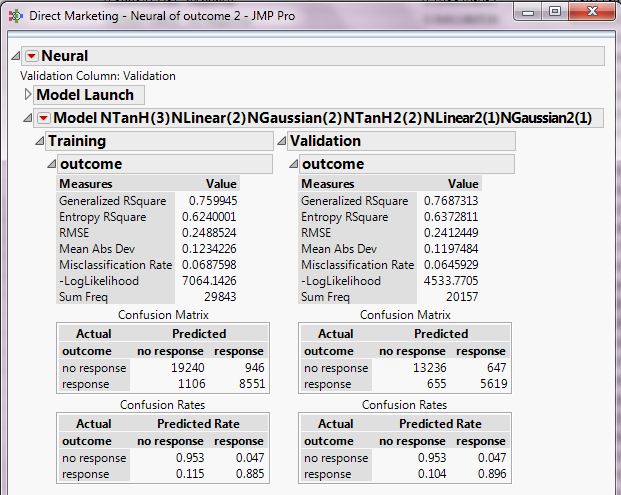 Direct Marketing - Neural of outcome 2 - JMP Pro
Neural
Validation Column: Validation
Model Launch
Model NTanH(3)NLinear(2)NGaussian(2)NTanH2(2)NLinear2(1)NGaussian2(1)
Training
outcome
Measures Value
Generalized RSquare 0.759945
Entropy RSquare 0.6240001
RMSE 0.2488524
Mean Abs Dev 0.1234226
Misclassification Rate 0.0687598
-LogLikelihood 7064.1426
Sum Freq 29843
Confusion Matrix
Actual Predicted
outcome no response response
no response 19240 946
response 1106 8551
Confusion Rates
Actual Predicted Rate
outcome no response response
no response 0.953 0.047
response 0.115 0.885
Validation
outcome
Measures Value
Generalized RSquare 0.7687313
Entropy RSquare 0.6372811
RMSE 0.2412449
Mean Abs Dev 0.1197484
Misclassification Rate 0.0645929
-LogLikelihood 4533.7705
Sum Freq 20157
Confusion Matrix
Actual Predicted
outcome no response response
no response 13236 647
response 655 5619
Confusion Rates
Actual Predicted Rate
outcome no response response
no response 0.953 0.047
response 0.104 0.896